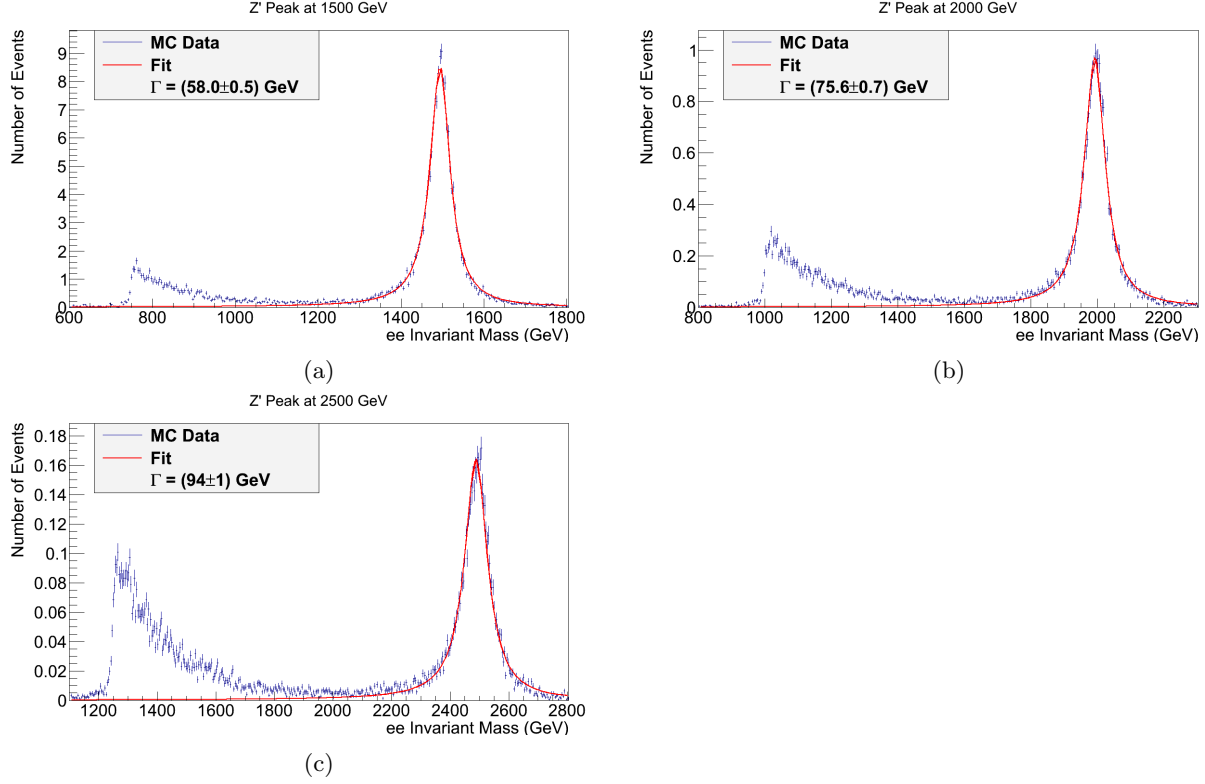 Z' Peak at 1500 GeV
Number of Events
9
8
7
6
5
4
3
2
1
0
MC Data
Fit
Γ = (58.0±0.5) GeV
600 800 1000 1200 1400 1600 1800
ee Invariant Mass (GeV)
(a)
Z' Peak at 2000 GeV
Number of Events
1
0.8
0.6
0.4
0.2
0
MC Data
Fit
Γ = (75.6±0.7) GeV
800 1000 1200 1400 1600 1800 2000 2200
ee Invariant Mass (GeV)
(b)
Z' Peak at 2500 GeV
Number of Events
0.18
0.16
0.14
0.12
0.1
0.08
0.06
0.04
0.02
0
MC Data
Fit
Γ = (94±1) GeV
1200 1400 1600 1800 2000 2200 2400 2600 2800
ee Invariant Mass (GeV)
(c)